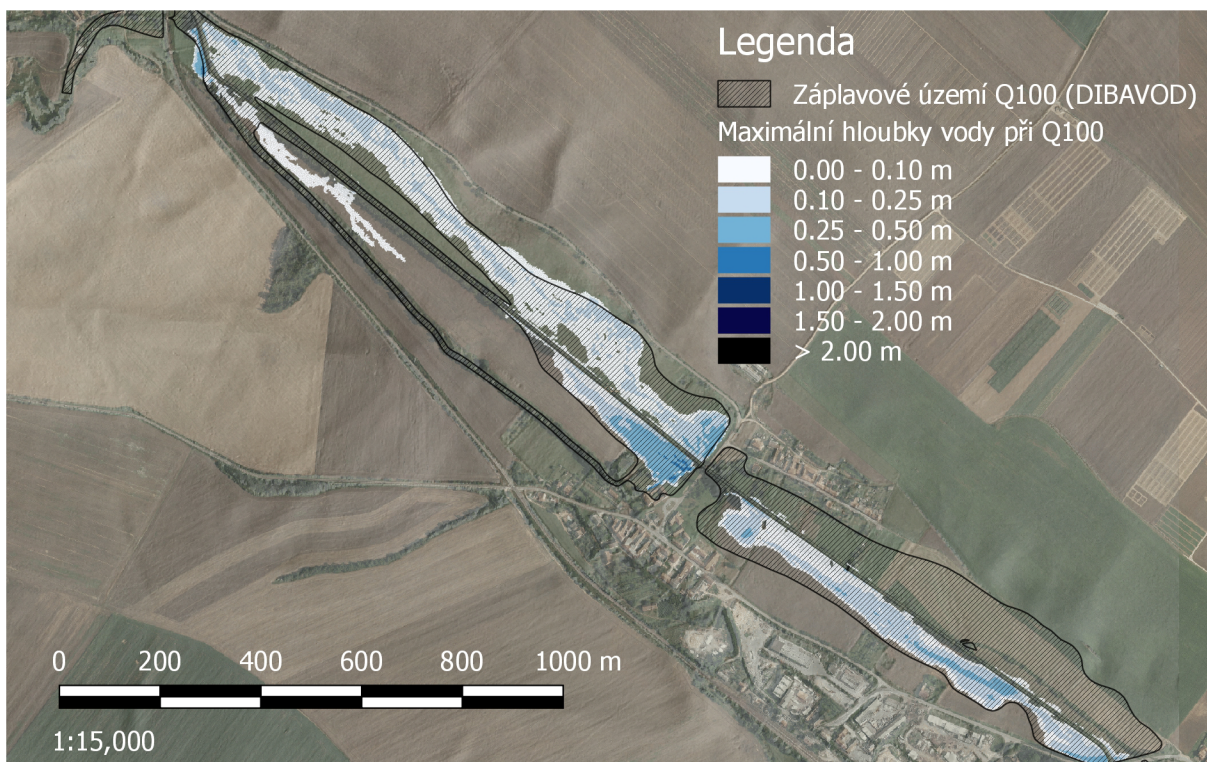 Legenda
Záplavové území Q100 (DIBAVOD)
Maximální hloubky vody při Q100
0.00 - 0.10 m
0.10 - 0.25 m
0.25 - 0.50 m
0.50 - 1.00 m
1.00 - 1.50 m
1.50 - 2.00 m
> 2.00 m
0 200 400 600 800 1000 m
1:15,000